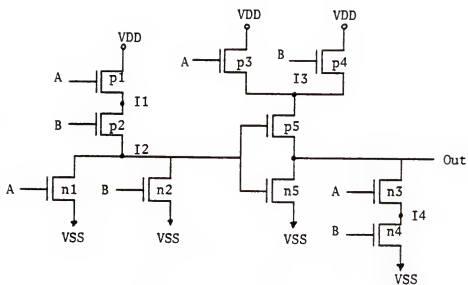 VDD VDD VDD
A p1 A p3 B p4
I1 I3
B p2 p5
I2
Out
A n1 B n2 n5 A n3
I4
B n4
VSS VSS VSS
VSS